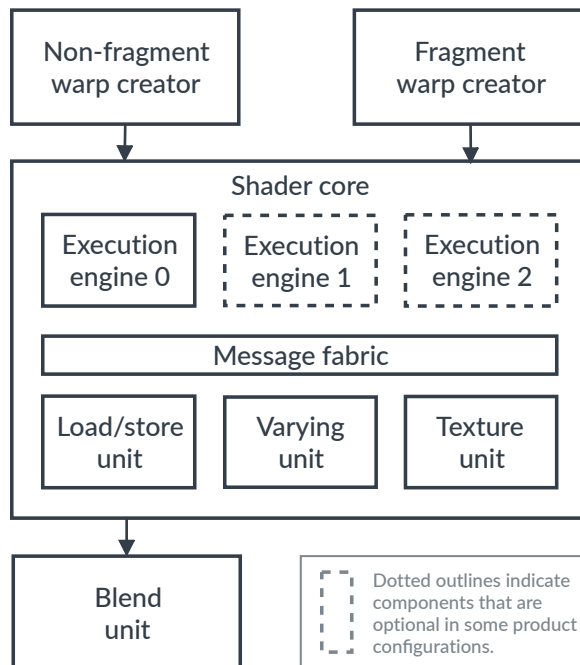 Non-fragment
warp creator
Fragment
warp creator
Shader core
Execution
engine 0
Execution
engine 1
Execution
engine 2
Message fabric
Load/store
unit
Varying
unit
Texture
unit
Blend
unit
Dotted outlines indicate
components that are
optional in some product
configurations.